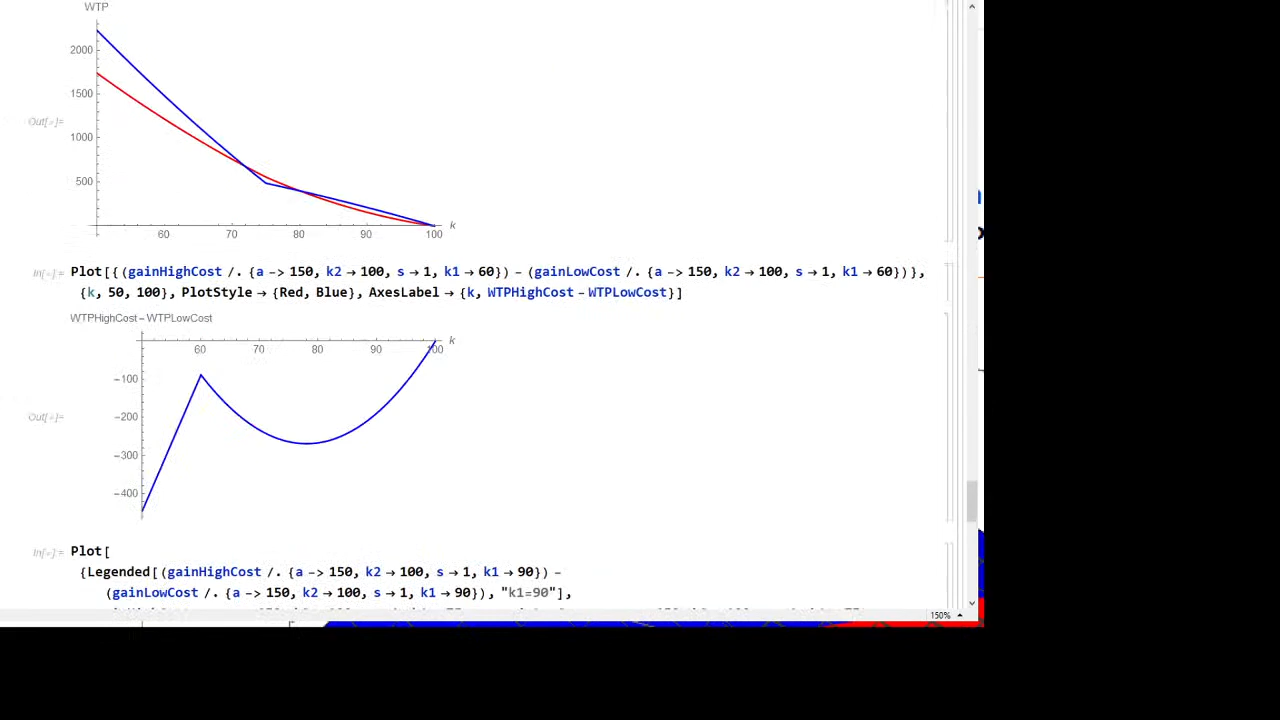 WTP
2000
1500
1000
500
Out[•]=
60 70 80 90 100 k
In[•]:= Plot[{(gainHighCost /. {a -> 150, k2 → 100, s → 1, k1 → 60}) - (gainLowCost /. {a -> 150, k2 → 100, s → 1, k1 → 60})},
{k, 50, 100}, PlotStyle → {Red, Blue}, AxesLabel → {k, WTPHighCost - WTPLowCost}]
WTPHighCost - WTPLowCost
60 70 80 90 100 k
-100
-200
Out[•]=
-300
-400
In[•]:= Plot[
{Legended[(gainHighCost /. {a -> 150, k2 → 100, s → 1, k1 → 90}) -
(gainLowCost /. {a -> 150, k2 → 100, s → 1, k1 → 90}), "k1=90"],
150%